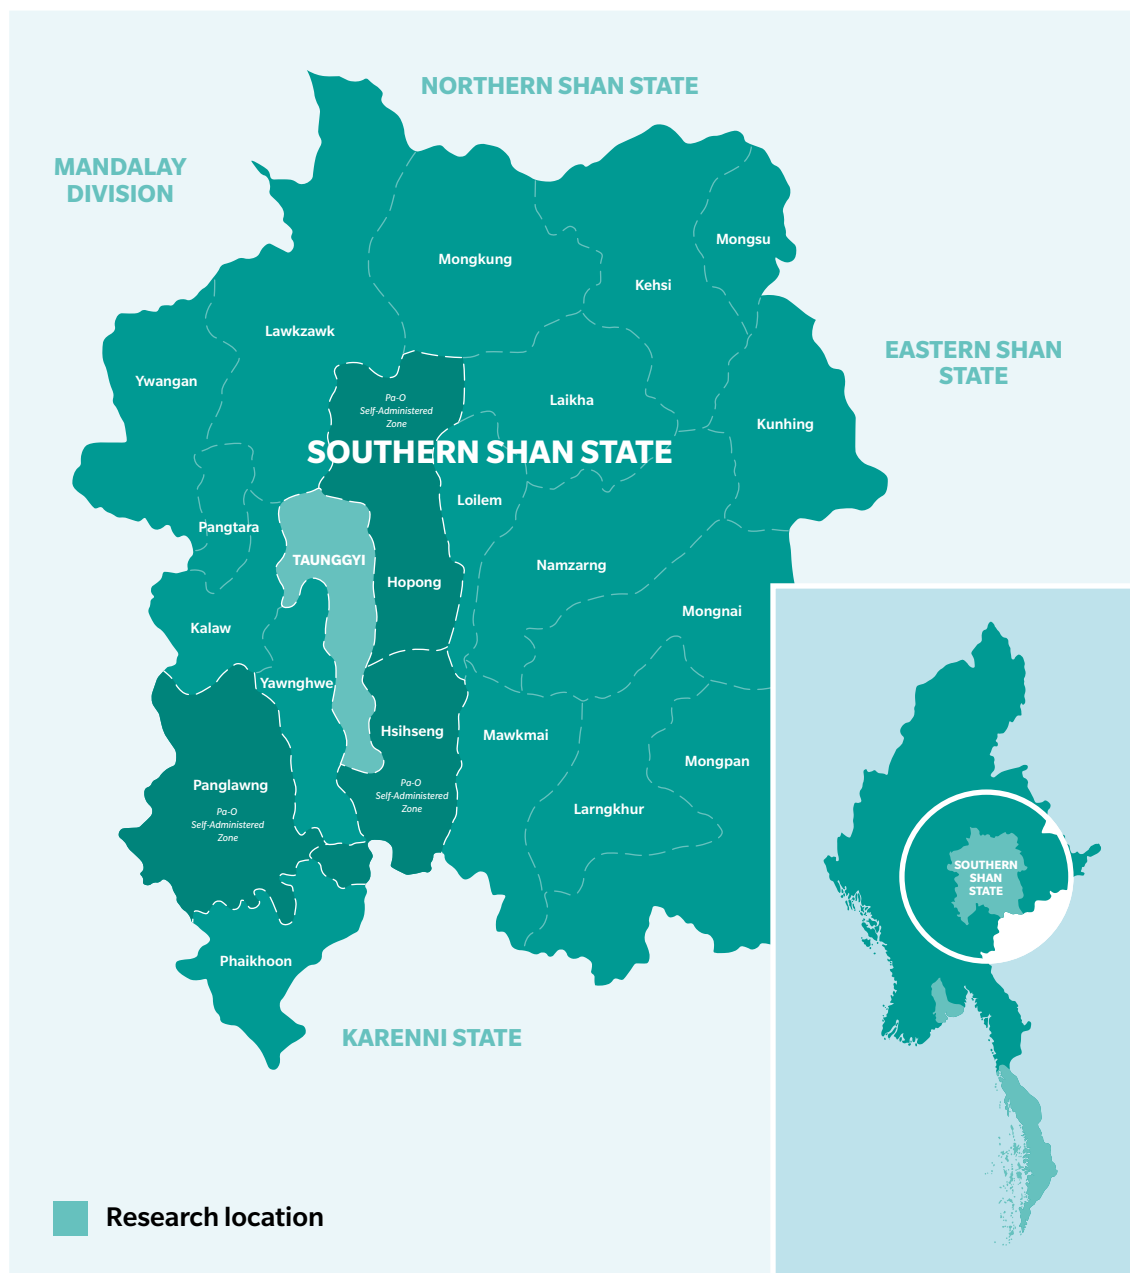 NORTHERN SHAN STATE
MANDALAY
DIVISION
Mongsu
Mongkung
Kehsi
Lawkzawk
EASTERN SHAN
STATE
Ywangan
Pa-O
Self-Administered
Zone
Laikha
Kunhing
SOUTHERN SHAN STATE
Loilem
Pangtara
TAUNGGYI
Namzarng
Hopong
Mongnai
Kalaw
Yawnghwe
Hsihseng
Mawkmai
Mongpan
Panglawng
Pa-O
Self-Administered
Zone
Pa-O
Self-Administered
Zone
Larngkhur
SOUTHERN
SHAN
STATE
Phaikhoon
KARENNI STATE
Research location